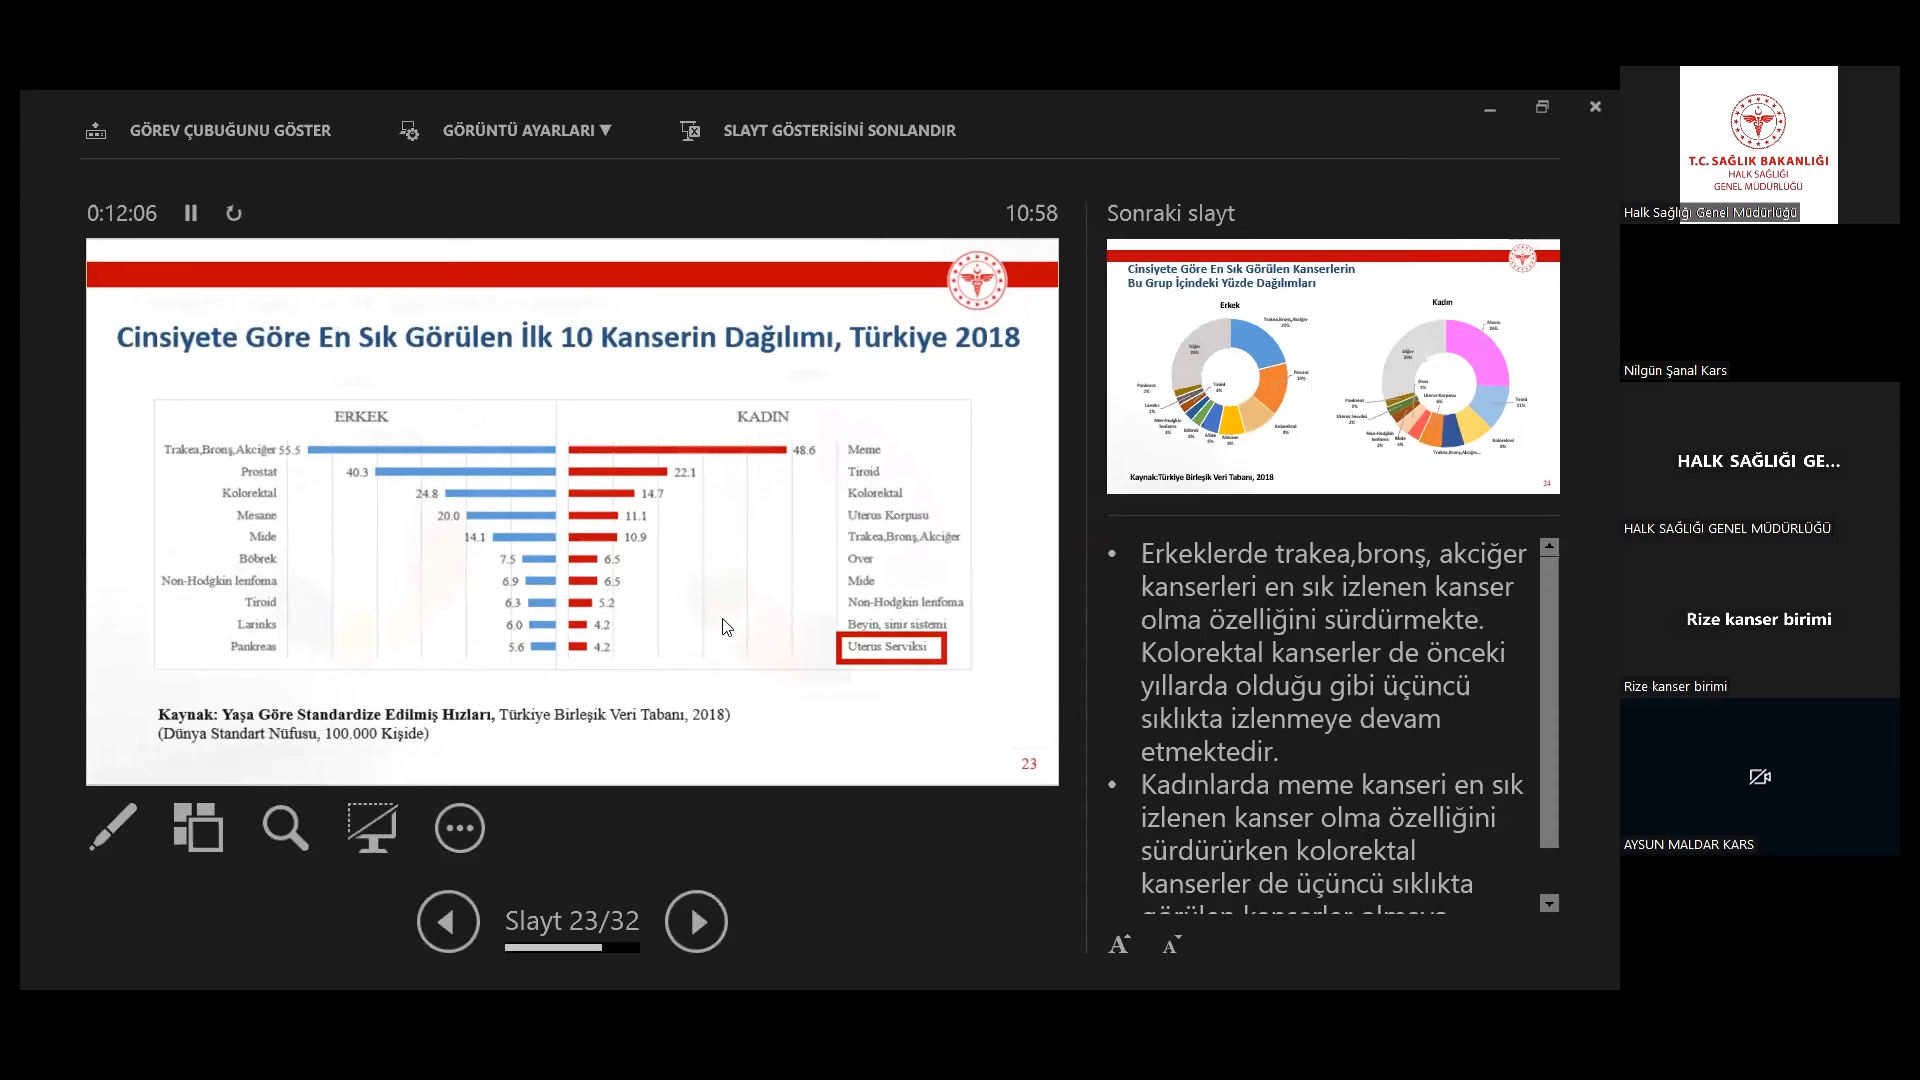 GÖREV ÇUBUĞUNU GÖSTER
GÖRÜNTÜ AYARLARI ▼
SLAYT GÖSTERİSİNİ SONLANDIR
0:12:06
10:58
Cinsiyete Göre En Sık Görülen İlk 10 Kanserin Dağılımı, Türkiye 2018
ERKEK
KADIN
Trakea,Bronş,Akciğer 55.5
48.6 Meme
Prostat 40.3
22.1 Tiroid
Kolorektal 24.8
14.7 Kolorektal
Mesane 20.0
11.1 Uterus Korpusu
Mide 14.1
10.9 Trakea,Bronş,Akciğer
Böbrek 7.5
6.5 Over
Non-Hodgkin lenfoma 6.9
6.5 Mide
Tiroid 6.3
5.2 Non-Hodgkin lenfoma
Larinks 6.0
4.2 Beyin, sinir sistemi
Pankreas 5.6
4.2 Uterus Serviksi
Kaynak: Yaşa Göre Standardize Edilmiş Hızları, Türkiye Birleşik Veri Tabanı, 2018)
(Dünya Standart Nüfusu, 100.000 Kişide)
23
Slayt 23/32
Sonraki slayt
Cinsiyete Göre En Sık Görülen Kanserlerin
Bu Grup İçindeki Yüzde Dağılımları
Erkek
Kadın
Kaynak:Türkiye Birleşik Veri Tabanı, 2018
24
• Erkeklerde trakea,bronş, akciğer
kanserleri en sık izlenen kanser
olma özelliğini sürdürmekte.
Kolorektal kanserler de önceki
yıllarda olduğu gibi üçüncü
sıklıkta izlenmeye devam
etmektedir.
• Kadınlarda meme kanseri en sık
izlenen kanser olma özelliğini
sürdürürken kolorektal
kanserler de üçüncü sıklıkta
A A
T.C. SAĞLIK BAKANLIĞI
HALK SAĞLIĞI
GENEL MÜDÜRLÜĞÜ
Halk Sağlığı Genel Müdürlüğü
Nilgün Şanal Kars
HALK SAĞLIĞI GE...
HALK SAĞLIĞI GENEL MÜDÜRLÜĞÜ
Rize kanser birimi
Rize kanser birimi
AYSUN MALDAR KARS